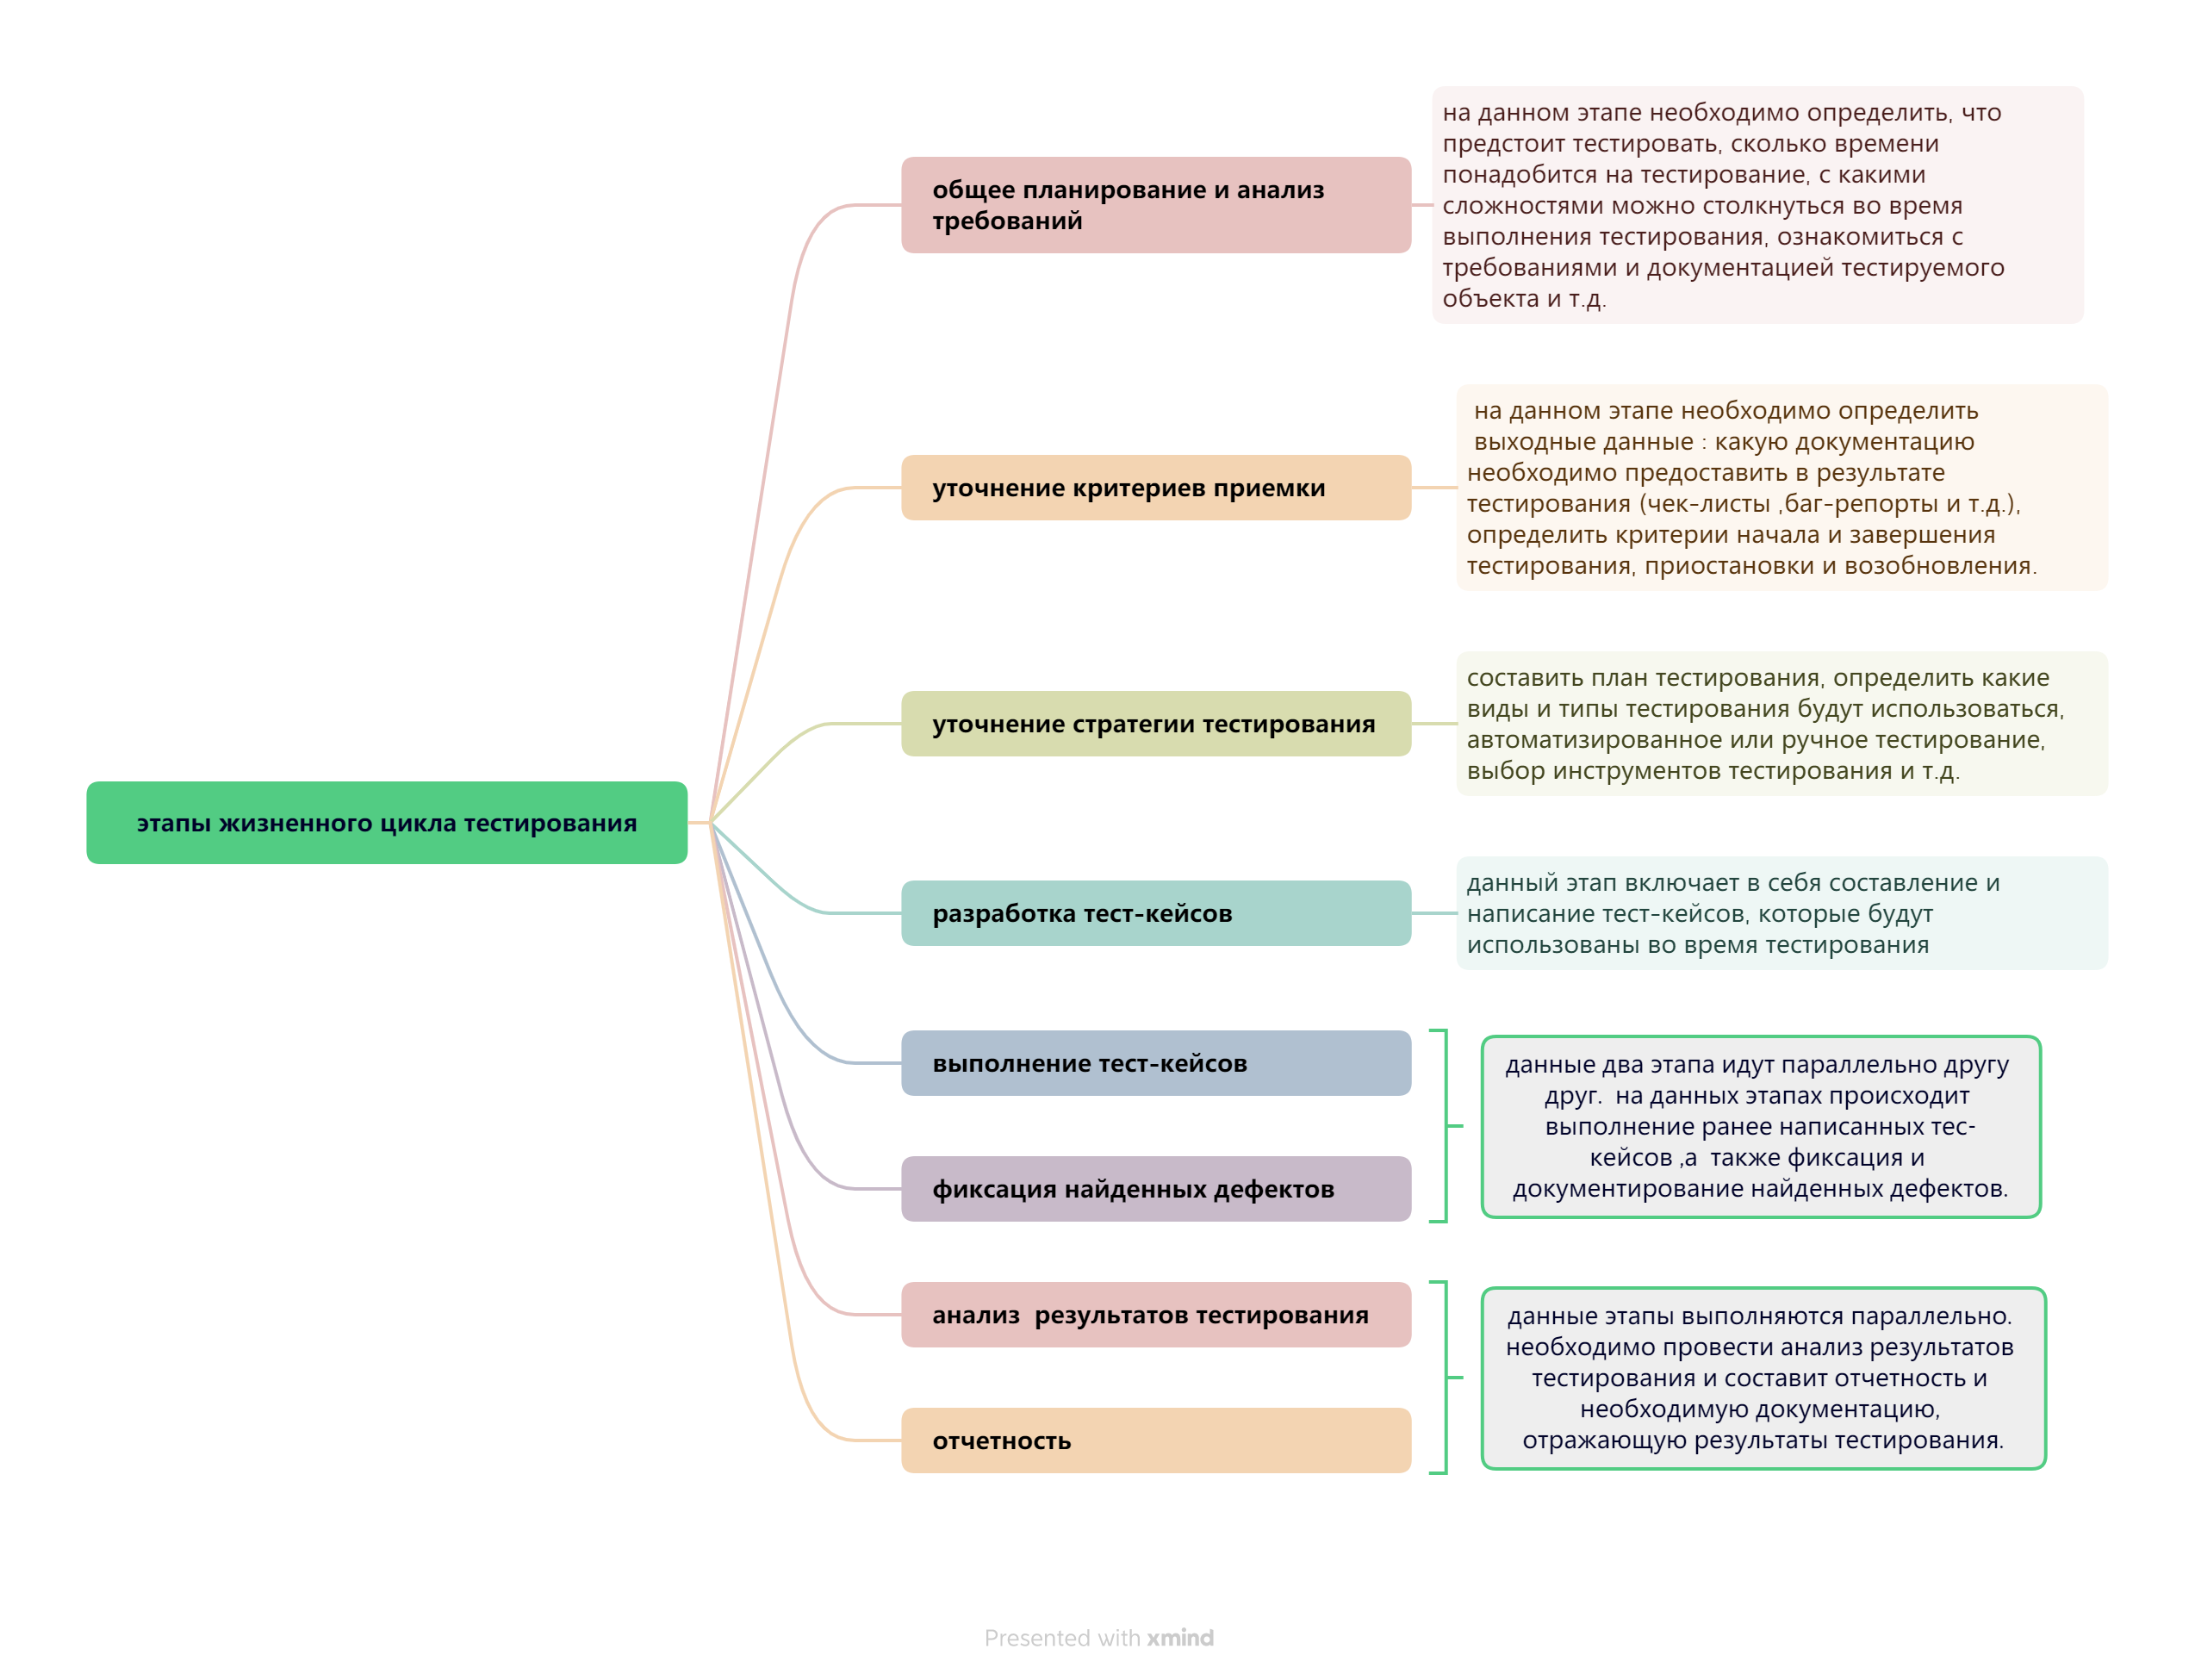 этапы жизненного цикла тестирования
общее планирование и анализ
требований
на данном этапе необходимо определить, что
предстоит тестировать, сколько времени
понадобится на тестирование, с какими
сложностями можно столкнуться во время
выполнения тестирования, ознакомиться с
требованиями и документацией тестируемого
объекта и т.д.
уточнение критериев приемки
на данном этапе необходимо определить
выходные данные : какую документацию
необходимо предоставить в результате
тестирования (чек-листы ,баг-репорты и т.д.),
определить критерии начала и завершения
тестирования, приостановки и возобновления.
уточнение стратегии тестирования
составить план тестирования, определить какие
виды и типы тестирования будут использоваться,
автоматизированное или ручное тестирование,
выбор инструментов тестирования и т.д.
разработка тест-кейсов
данный этап включает в себя составление и
написание тест-кейсов, которые будут
использованы во время тестирования
выполнение тест-кейсов
фиксация найденных дефектов
данные два этапа идут параллельно другу
друг.  на данных этапах происходит
выполнение ранее написанных тес-
кейсов ,а  также фиксация и
документирование найденных дефектов.
анализ  результатов тестирования
отчетность
данные этапы выполняются параллельно.
необходимо провести анализ результатов
тестирования и составит отчетность и
необходимую документацию,
отражающую результаты тестирования.
Presented with xmind